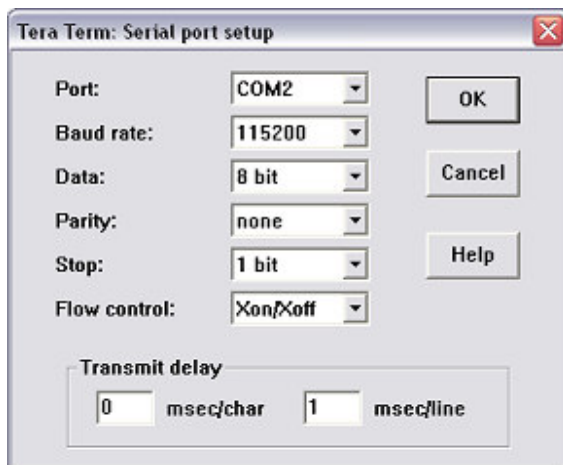 Tera Term: Serial port setup
Port: COM2 OK
Baud rate: 115200
Data: 8 bit Cancel
Parity: none
Stop: 1 bit Help
Flow control: Xon/Xoff
Transmit delay
0 msec/char 1 msec/line